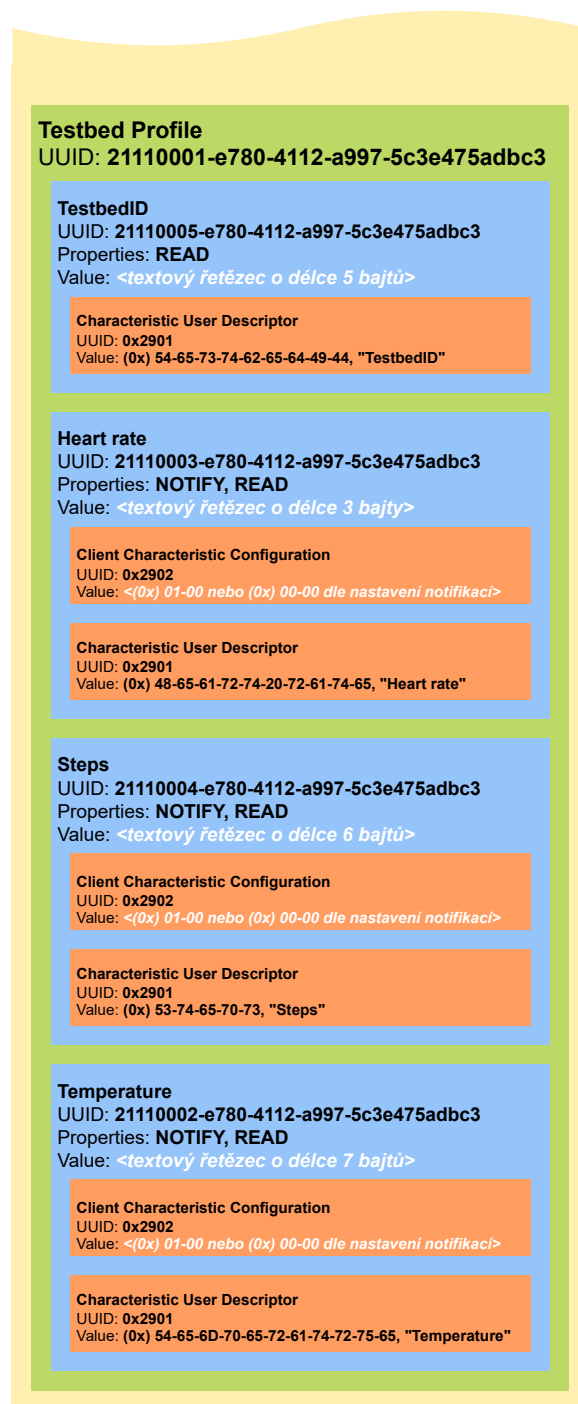 Testbed Profile
UUID: 21110001-e780-4112-a997-5c3e475adbc3
TestbedID
UUID: 21110005-e780-4112-a997-5c3e475adbc3
Properties: READ
Value: <textový řetězec o délce 5 bajtů>
Characteristic User Descriptor
UUID: 0x2901
Value: (0x) 54-65-73-74-62-65-64-49-44, "TestbedID"
Heart rate
UUID: 21110003-e780-4112-a997-5c3e475adbc3
Properties: NOTIFY, READ
Value: <textový řetězec o délce 3 bajty>
Client Characteristic Configuration
UUID: 0x2902
Value: <(0x) 01-00 nebo (0x) 00-00 dle nastavení notifikací>
Characteristic User Descriptor
UUID: 0x2901
Value: (0x) 48-65-61-72-74-20-72-61-74-65, "Heart rate"
Steps
UUID: 21110004-e780-4112-a997-5c3e475adbc3
Properties: NOTIFY, READ
Value: <textový řetězec o délce 6 bajtů>
Client Characteristic Configuration
UUID: 0x2902
Value: <(0x) 01-00 nebo (0x) 00-00 dle nastavení notifikací>
Characteristic User Descriptor
UUID: 0x2901
Value: (0x) 53-74-65-70-73, "Steps"
Temperature
UUID: 21110002-e780-4112-a997-5c3e475adbc3
Properties: NOTIFY, READ
Value: <textový řetězec o délce 7 bajtů>
Client Characteristic Configuration
UUID: 0x2902
Value: <(0x) 01-00 nebo (0x) 00-00 dle nastavení notifikací>
Characteristic User Descriptor
UUID: 0x2901
Value: (0x) 54-65-6D-70-65-72-61-74-72-75-65, "Temperature"